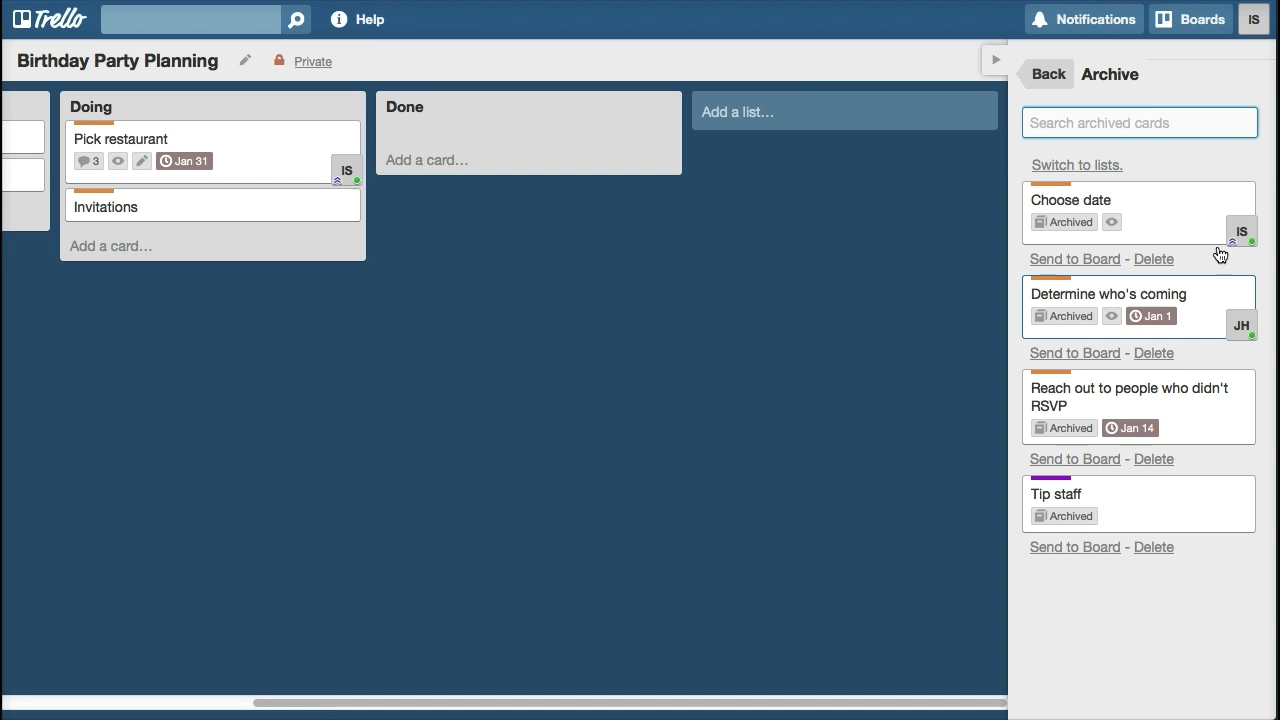 Trello
Help
Notifications
Boards
IS
Birthday Party Planning
Private
Doing
Pick restaurant
3
Jan 31
IS
Invitations
Add a card…
Done
Add a card…
Add a list…
Back
Archive
Search archived cards
Switch to lists.
Choose date
Archived
IS
Send to Board - Delete
Determine who's coming
Archived
Jan 1
JH
Send to Board - Delete
Reach out to people who didn't
RSVP
Archived
Jan 14
Send to Board - Delete
Tip staff
Archived
Send to Board - Delete